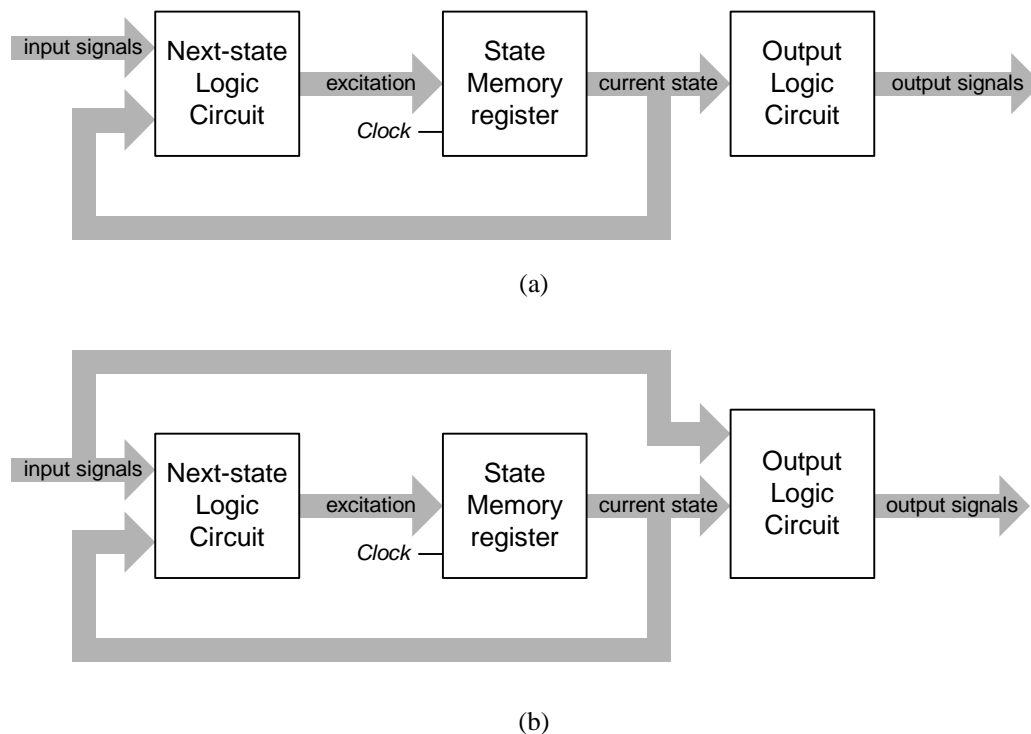 input signals
Next-state
Logic
Circuit
excitation
State
Memory
register
Clock
current state
Output
Logic
Circuit
output signals
(a)
input signals
Next-state
Logic
Circuit
excitation
State
Memory
register
Clock
current state
Output
Logic
Circuit
output signals
(b)